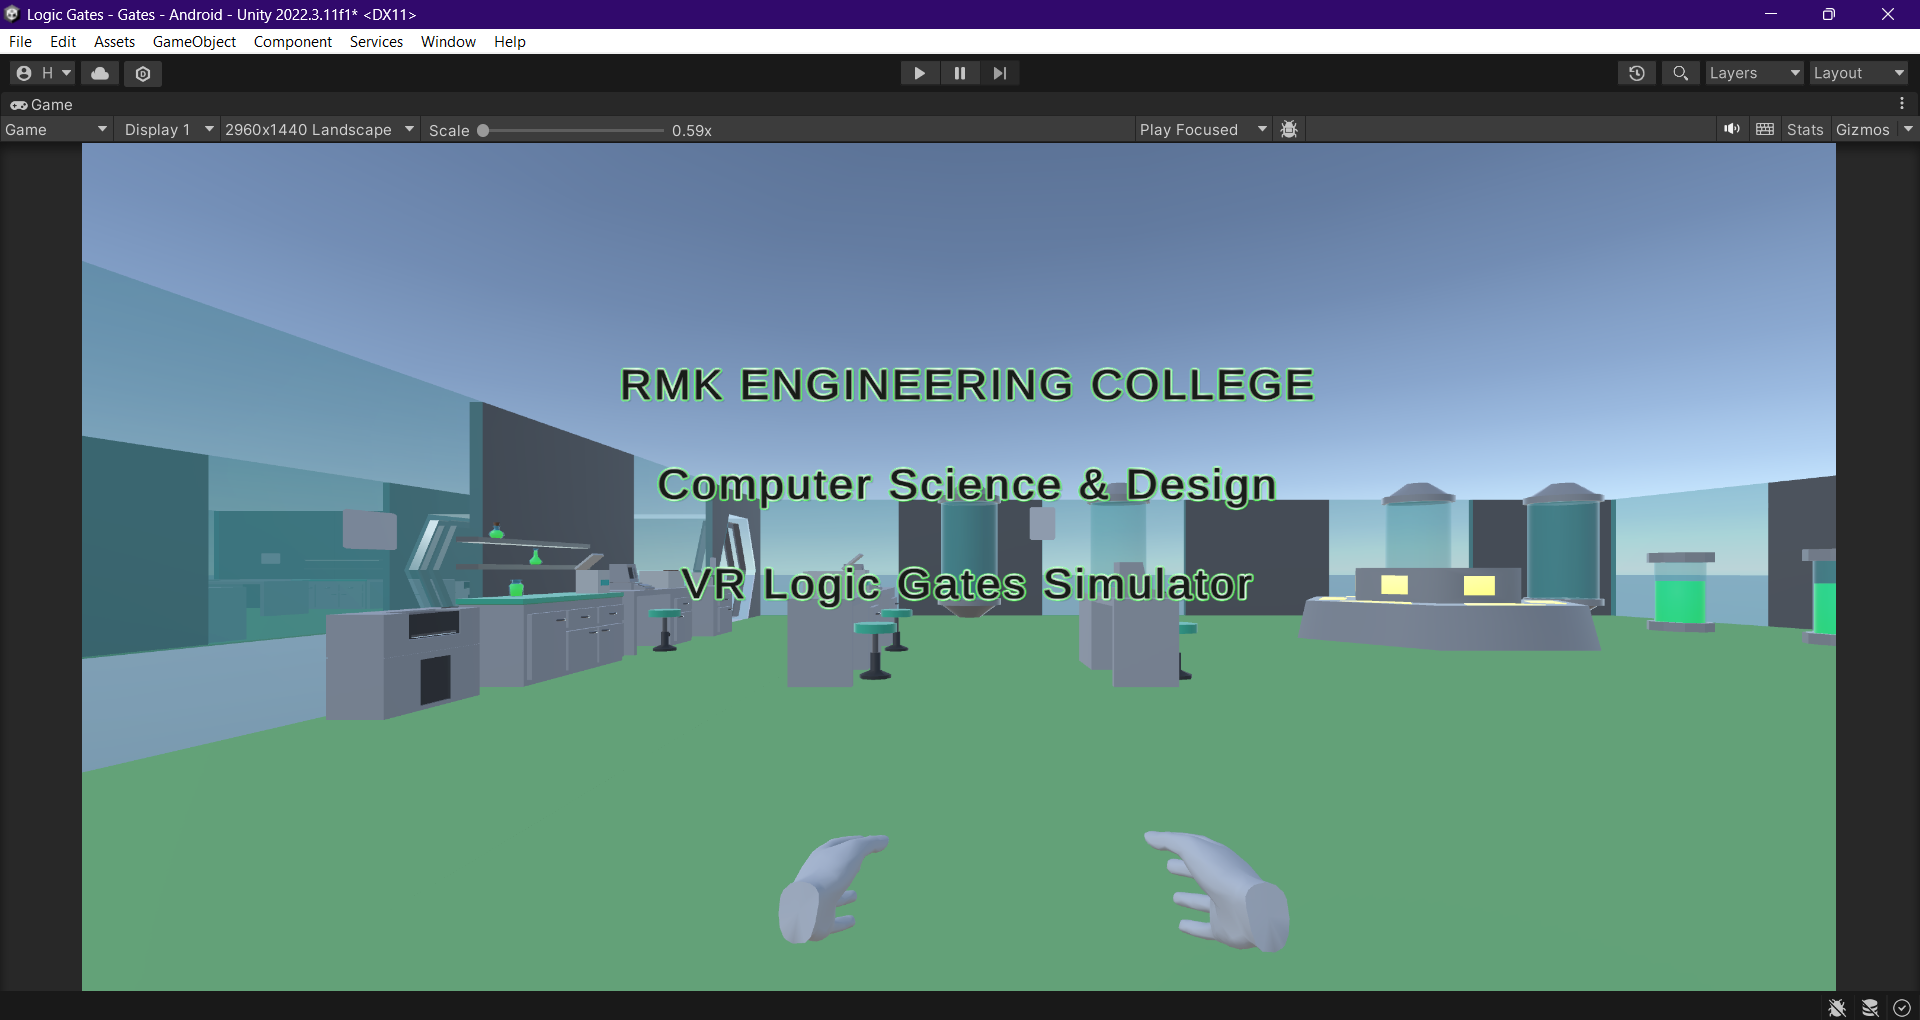 Logic Gates - Gates - Android - Unity 2022.3.11f1* <DX11>
File Edit Assets GameObject Component Services Window Help
H Layers Layout
Game
Game Display 1 2960x1440 Landscape Scale 0.59x Play Focused Stats Gizmos
RMK ENGINEERING COLLEGE
Computer Science & Design
VR Logic Gates Simulator